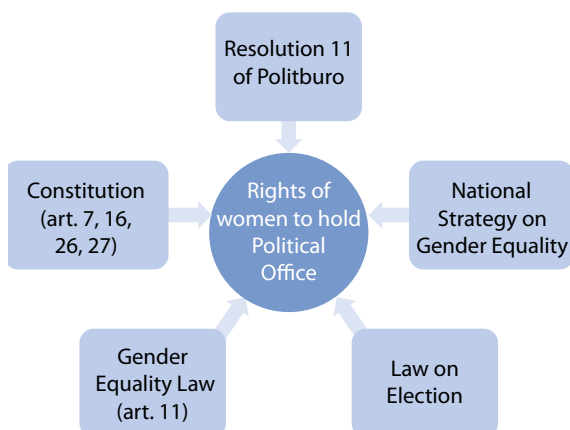 Resolution 11
of Politburo
Constitution
(art. 7, 16,
26, 27)
Rights of
women to hold
Political
Office
National
Strategy on
Gender Equality
Gender
Equality Law
(art. 11)
Law on
Election